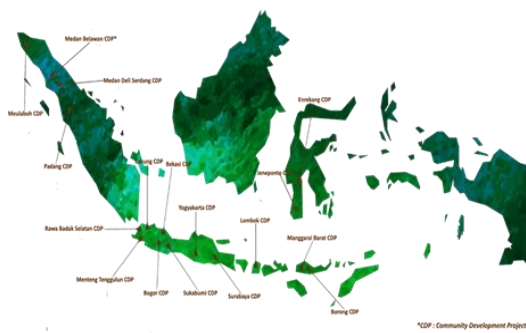 Medan Belawan CDP*
Medan Deli Serdang CDP
Meulaboh CDP
Enrekang CDP
Padang CDP
CDP
Bekasi CDP
Jeneponto CDP
Yogyakarta CDP
Lombok CDP
Manggarai Barat CDP
Rawa Badak Selatan CDP
Menteng Tenggulun CDP
Bogor CDP
Sukabumi CDP
Surabaya CDP
Borong CDP
*CDP : Community Development Project